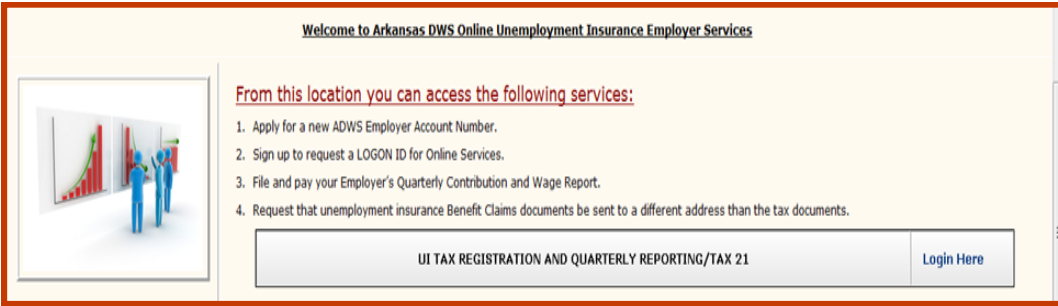 Welcome to Arkansas DWS Online Unemployment Insurance Employer Services
From this location you can access the following services:
1. Apply for a new ADWS Employer Account Number.
2. Sign up to request a LOGON ID for Online Services.
3. File and pay your Employer's Quarterly Contribution and Wage Report.
4. Request that unemployment insurance Benefit Claims documents be sent to a different address than the tax documents.
UI TAX REGISTRATION AND QUARTERLY REPORTING/TAX 21 Login Here